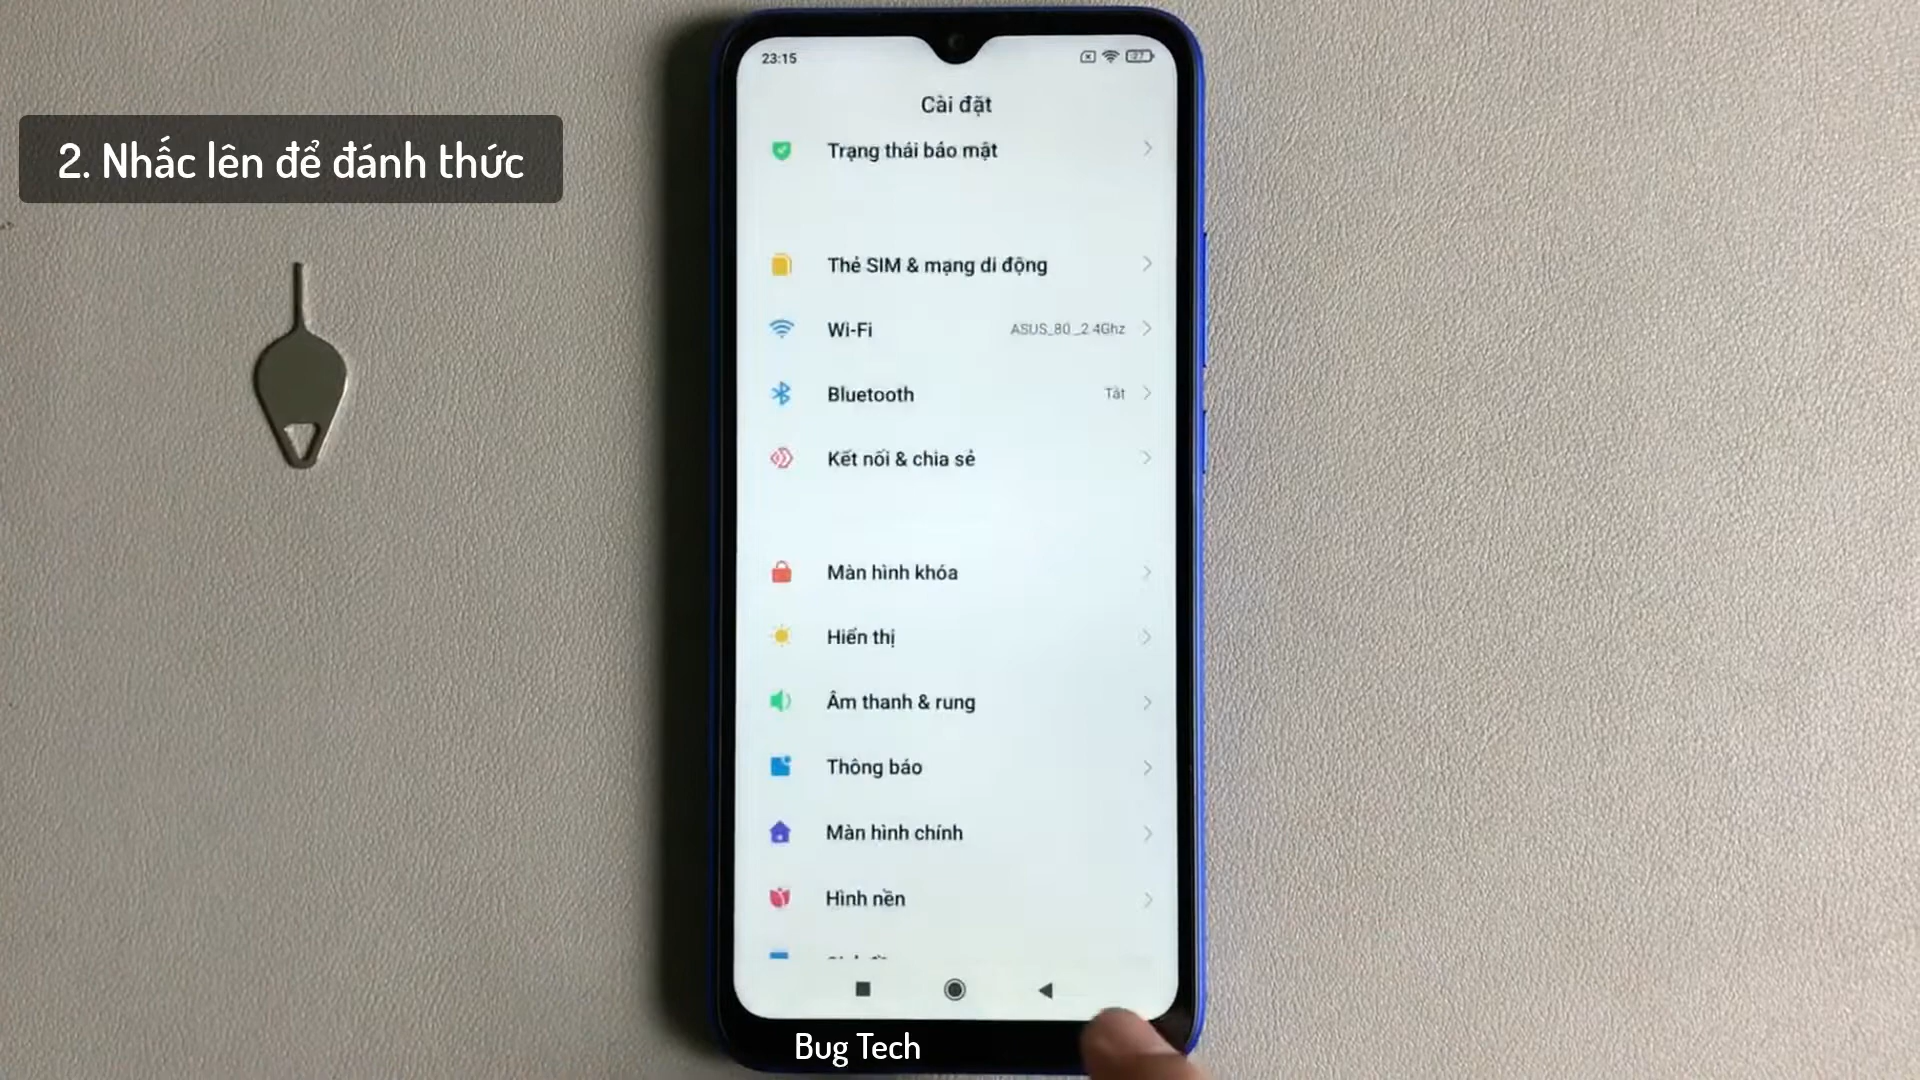 23:15
27
Cài đặt
2. Nhấc lên để đánh thức
Trạng thái bảo mật
Thẻ SIM & mạng di động
Wi-Fi
ASUS_80_2.4Ghz
Bluetooth
Tắt
Kết nối & chia sẻ
Màn hình khóa
Hiển thị
Âm thanh & rung
Thông báo
Màn hình chính
Hình nền
Bug Tech